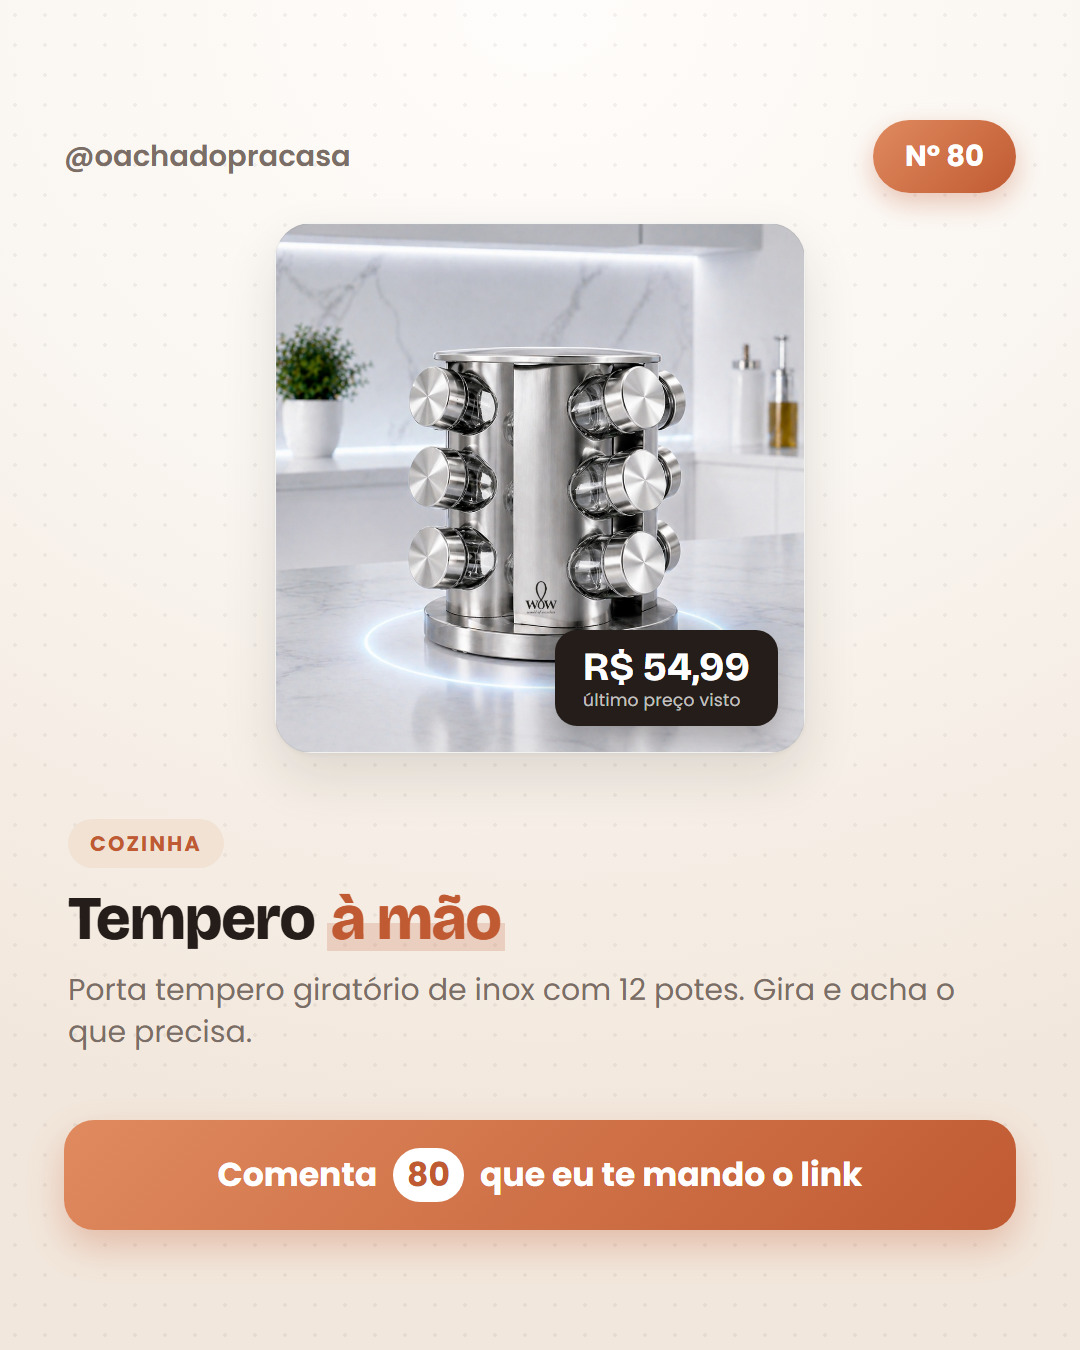 @oachadopracasa
Nº 80
WOW
R$ 54,99
último preço visto
COZINHA
Tempero à mão
Porta tempero giratório de inox com 12 potes. Gira e acha o
que precisa.
Comenta 80 que eu te mando o link